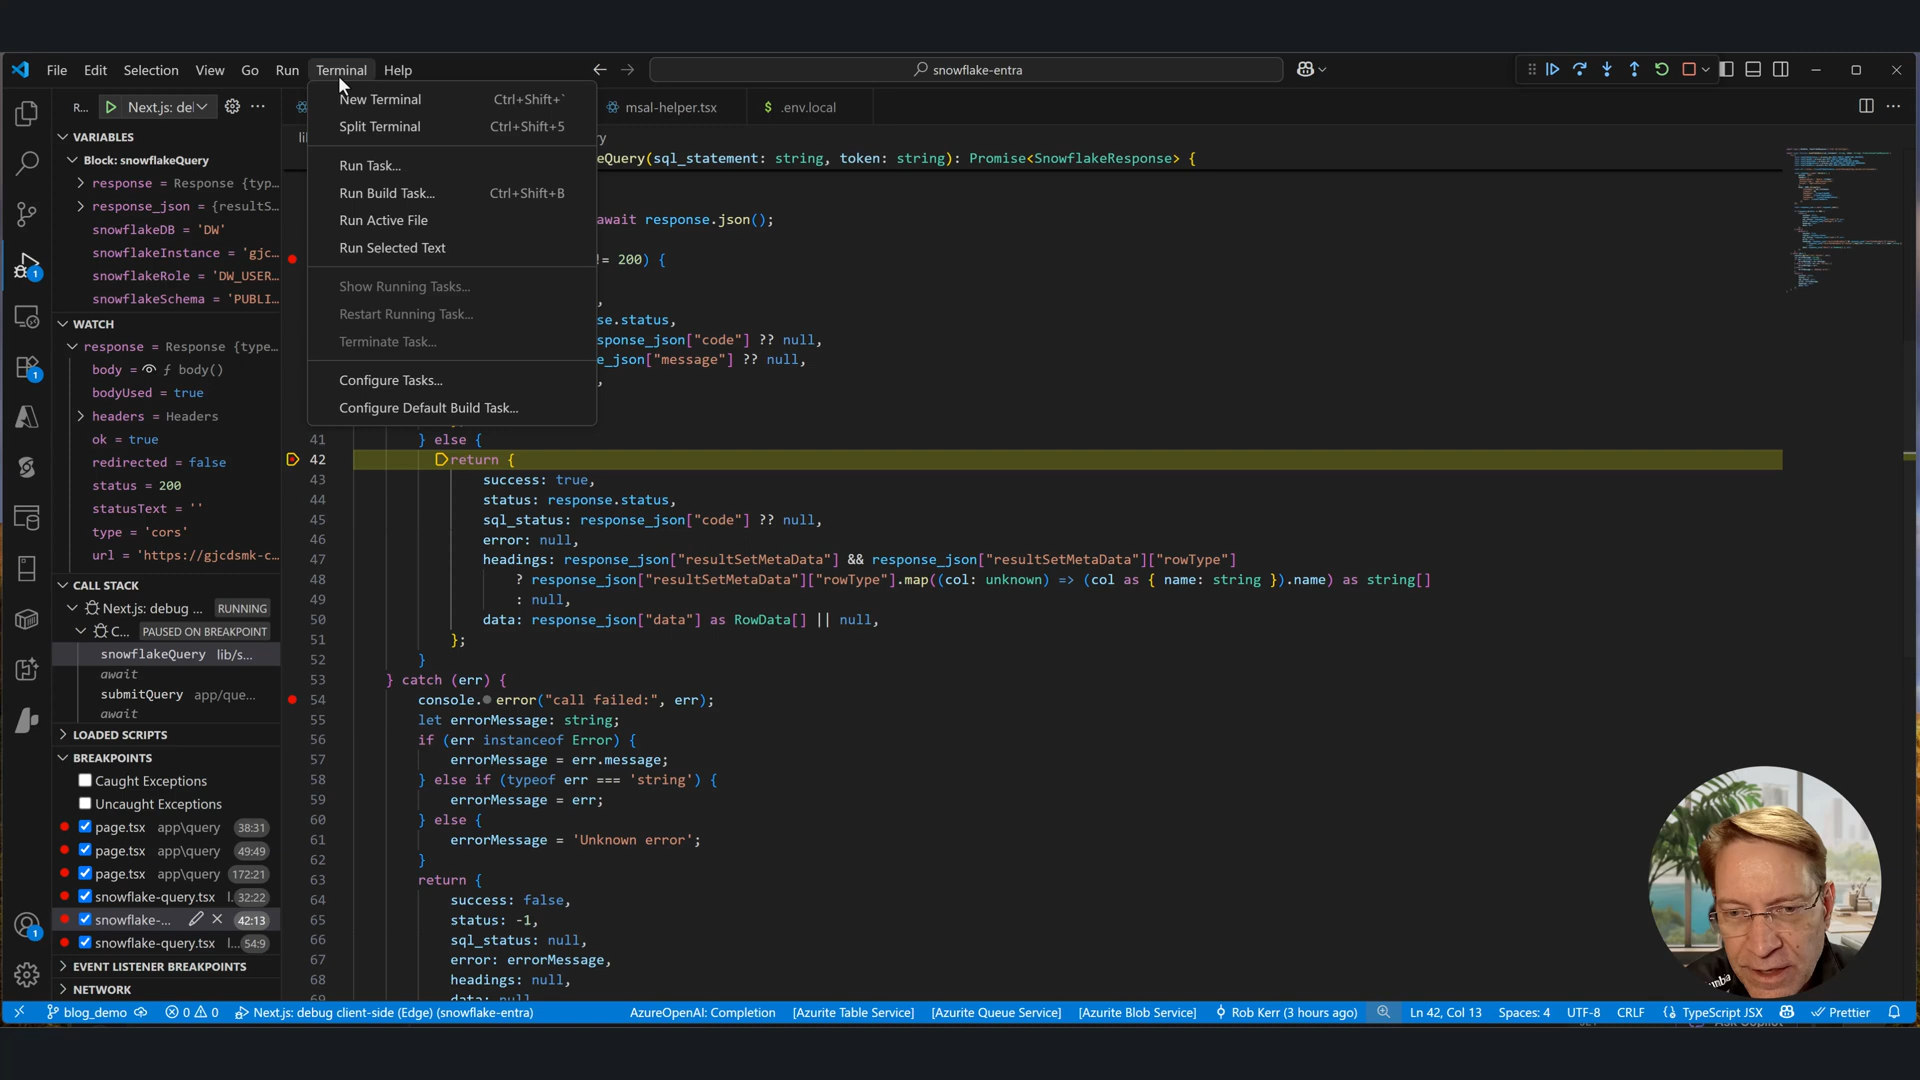 File Edit Selection View Go Run Terminal Help
snowflake-entra
R... Next.js: del
msal-helper.tsx
$ .env.local
New Terminal Ctrl+Shift+`
Split Terminal Ctrl+Shift+5
Run Task...
Run Build Task... Ctrl+Shift+B
Run Active File
Run Selected Text
Show Running Tasks...
Restart Running Task...
Terminate Task...
Configure Tasks...
Configure Default Build Task...
VARIABLES
Block: snowflakeQuery
response = Response {typ...
response_json = {resultS...
snowflakeDB = 'DW'
snowflakeInstance = 'gjc...
snowflakeRole = 'DW_USER...
snowflakeSchema = 'PUBLI...
WATCH
response = Response {type...
body = ƒ body()
bodyUsed = true
headers = Headers
ok = true
redirected = false
status = 200
statusText = ''
type = 'cors'
url = 'https://gjcdsmk-c...
CALL STACK
Next.js: debug ... RUNNING
C... PAUSED ON BREAKPOINT
snowflakeQuery lib/s...
await
submitQuery app/que...
await
LOADED SCRIPTS
BREAKPOINTS
Caught Exceptions
Uncaught Exceptions
page.tsx app\query 38:31
page.tsx app\query 49:49
page.tsx app\query 172:21
snowflake-query.tsx l... 32:22
snowflake-... 42:13
snowflake-query.tsx l... 54:9
EVENT LISTENER BREAKPOINTS
NETWORK
eQuery(sql_statement: string, token: string): Promise<SnowflakeResponse> {
await response.json();
!= 200) {
,
se.status,
sponse_json["code"] ?? null,
e_json["message"] ?? null,
,
41 } else {
42 return {
43 success: true,
44 status: response.status,
45 sql_status: response_json["code"] ?? null,
46 error: null,
47 headings: response_json["resultSetMetaData"] && response_json["resultSetMetaData"]["rowType"]
48 ? response_json["resultSetMetaData"]["rowType"].map((col: unknown) => (col as { name: string }).name) as string[]
49 : null,
50 data: response_json["data"] as RowData[] || null,
51 };
52 }
53 } catch (err) {
54 console.error("call failed:", err);
55 let errorMessage: string;
56 if (err instanceof Error) {
57 errorMessage = err.message;
58 } else if (typeof err === 'string') {
59 errorMessage = err;
60 } else {
61 errorMessage = 'Unknown error';
62 }
63 return {
64 success: false,
65 status: -1,
66 sql_status: null,
67 error: errorMessage,
68 headings: null,
69 data: null
blog_demo 0 0 Next.js: debug client-side (Edge) (snowflake-entra) AzureOpenAI: Completion [Azurite Table Service] [Azurite Queue Service] [Azurite Blob Service] Rob Kerr (3 hours ago) Ln 42, Col 13 Spaces: 4 UTF-8 CRLF TypeScript JSX Prettier